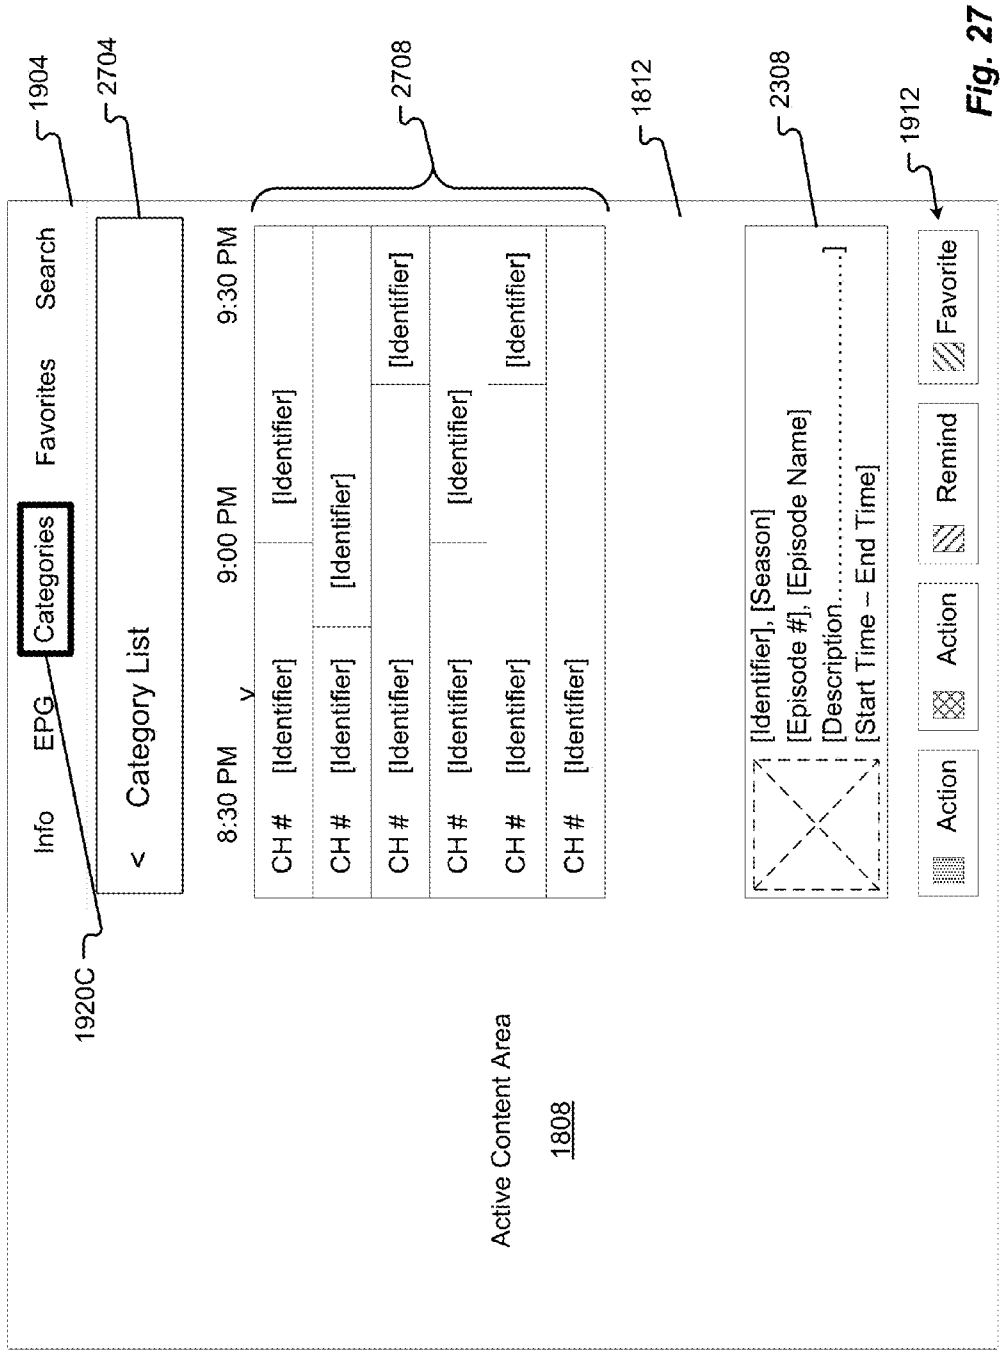 1904
2704
Info EPG Categories Favorites Search
1920C
< Category List
8:30 PM 9:00 PM 9:30 PM
v
CH # [Identifier] [Identifier]
CH # [Identifier] [Identifier]
CH # [Identifier] [Identifier]
CH # [Identifier] [Identifier]
CH # [Identifier] [Identifier]
CH # [Identifier]
2708
Active Content Area
1808
1812
[Identifier], [Season]
[Episode #], [Episode Name]
[Description..........................................]
[Start Time – End Time]
2308
Action Action Remind Favorite
1912
Fig. 27